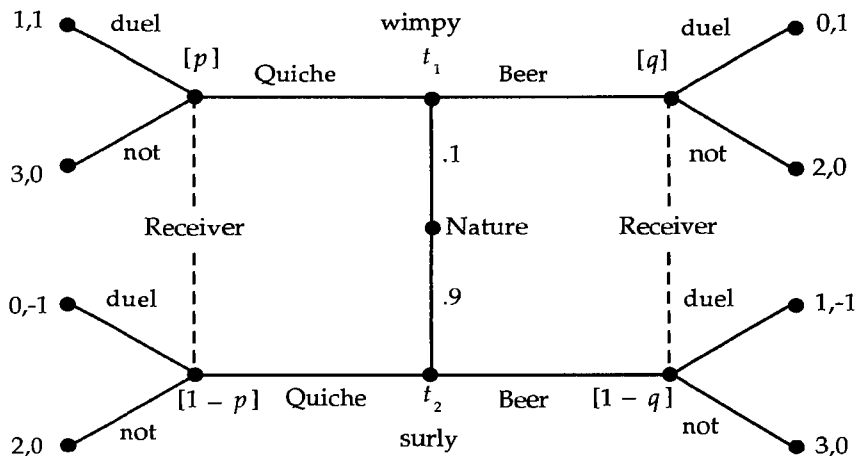 1,1 duel wimpy duel 0,1
[p] t₁ [q]
Quiche Beer
not .1 not
3,0 2,0
Receiver Nature Receiver
0,-1 duel .9 duel 1,-1
[1 - p] Quiche t₂ Beer [1 - q]
not not
2,0 surly 3,0